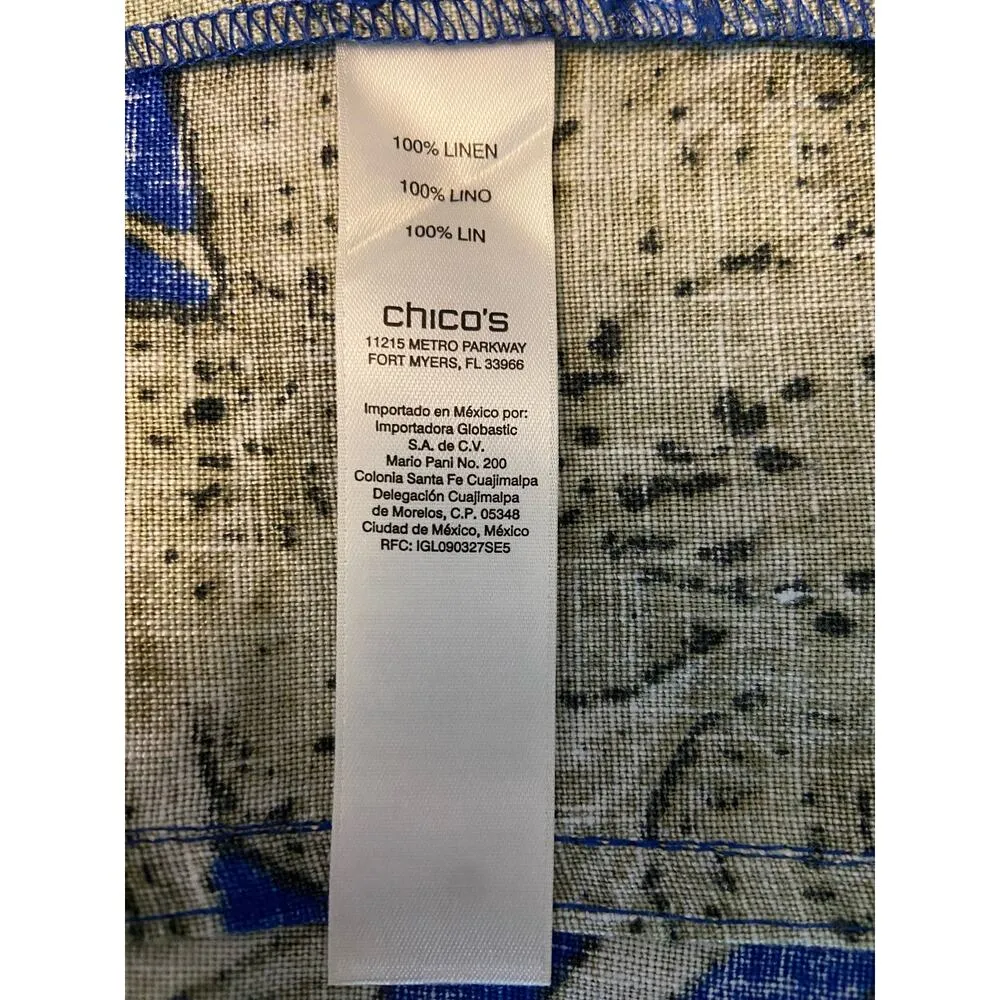 100% LINEN
100% LINO
100% LIN
chico's
11215 METRO PARKWAY
FORT MYERS, FL 33966
Importado en México por:
Importadora Globastic
S.A. de C.V.
Mario Pani No. 200
Colonia Santa Fe Cuajimalpa
Delegación Cuajimalpa
de Morelos, C.P. 05348
Ciudad de México, México
RFC: IGL090327SE5